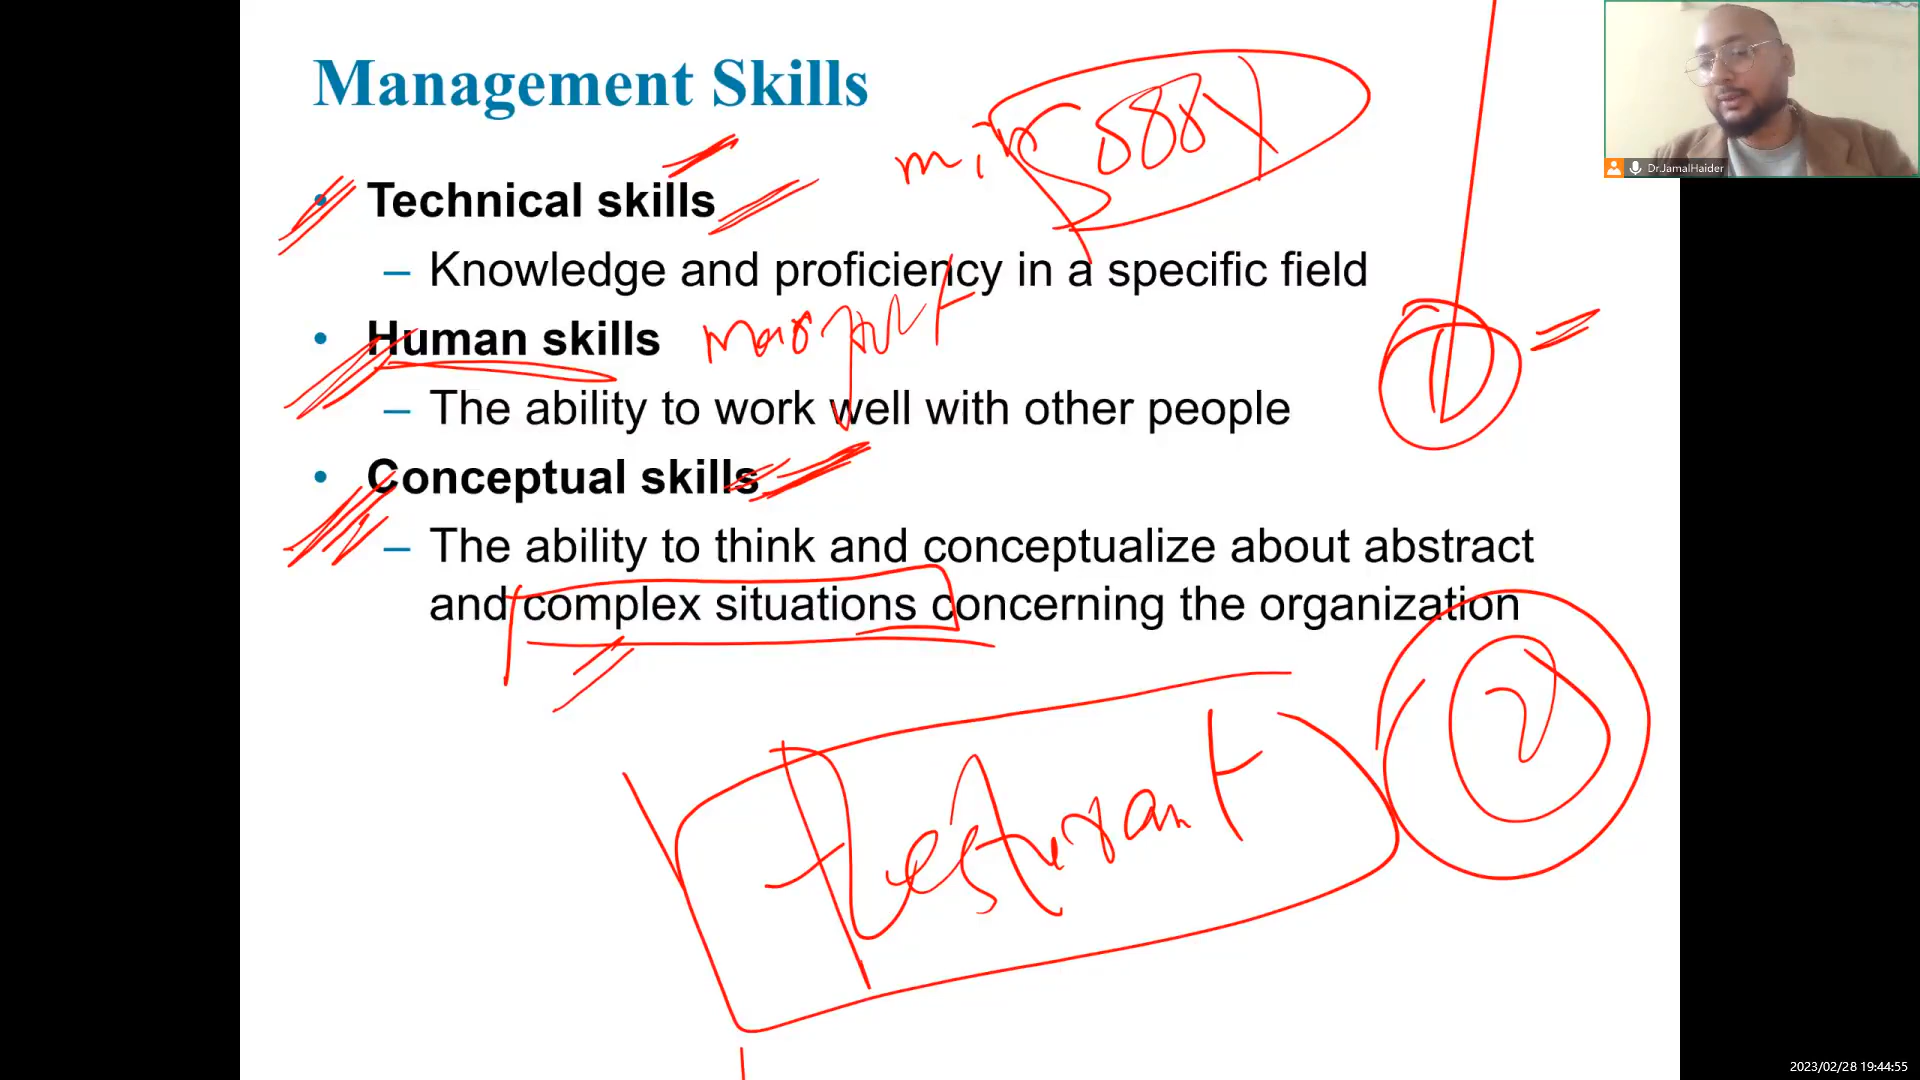 Management Skills
• Technical skills
– Knowledge and proficiency in a specific field
• Human skills
– The ability to work well with other people
• Conceptual skills
– The ability to think and conceptualize about abstract
and complex situations concerning the organization
Resturant
Dr.JamalHaider
2023/02/28 19:44:55